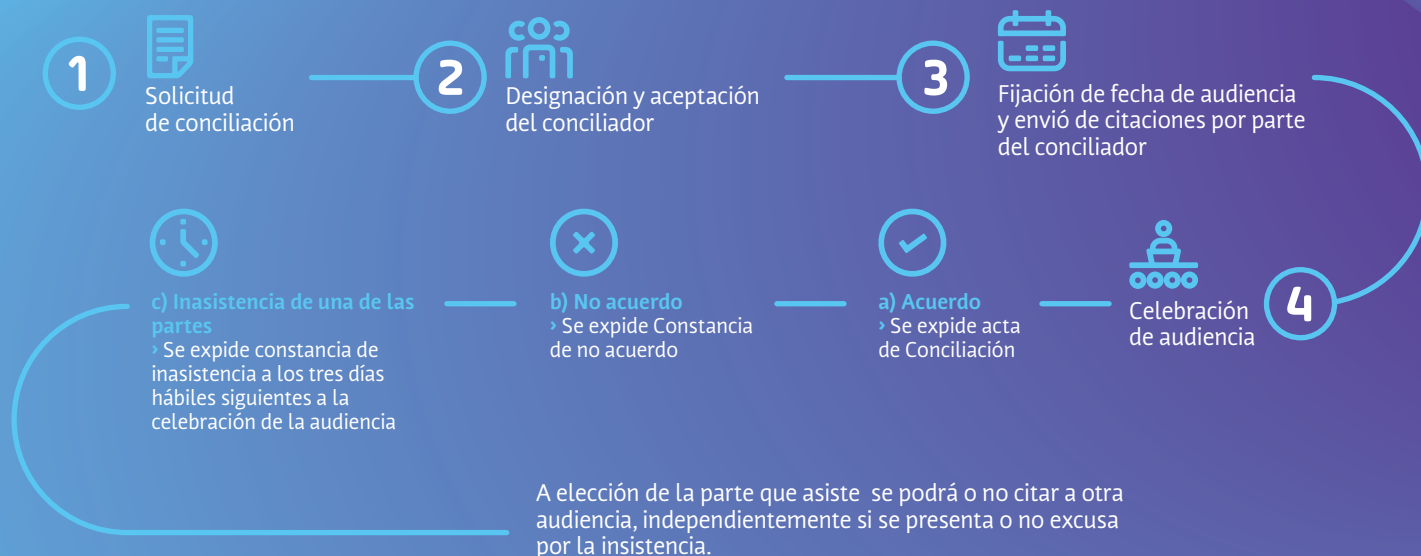 1
Solicitud
de conciliación
2
Designación y aceptación
del conciliador
3
Fijación de fecha de audiencia
y envió de citaciones por parte
del conciliador
4
Celebración
de audiencia
a) Acuerdo
› Se expide acta
de Conciliación
b) No acuerdo
› Se expide Constancia
de no acuerdo
c) Inasistencia de una de las
partes
› Se expide constancia de
inasistencia a los tres días
hábiles siguientes a la
celebración de la audiencia
A elección de la parte que asiste se podrá o no citar a otra
audiencia, independientemente si se presenta o no excusa
por la insistencia.